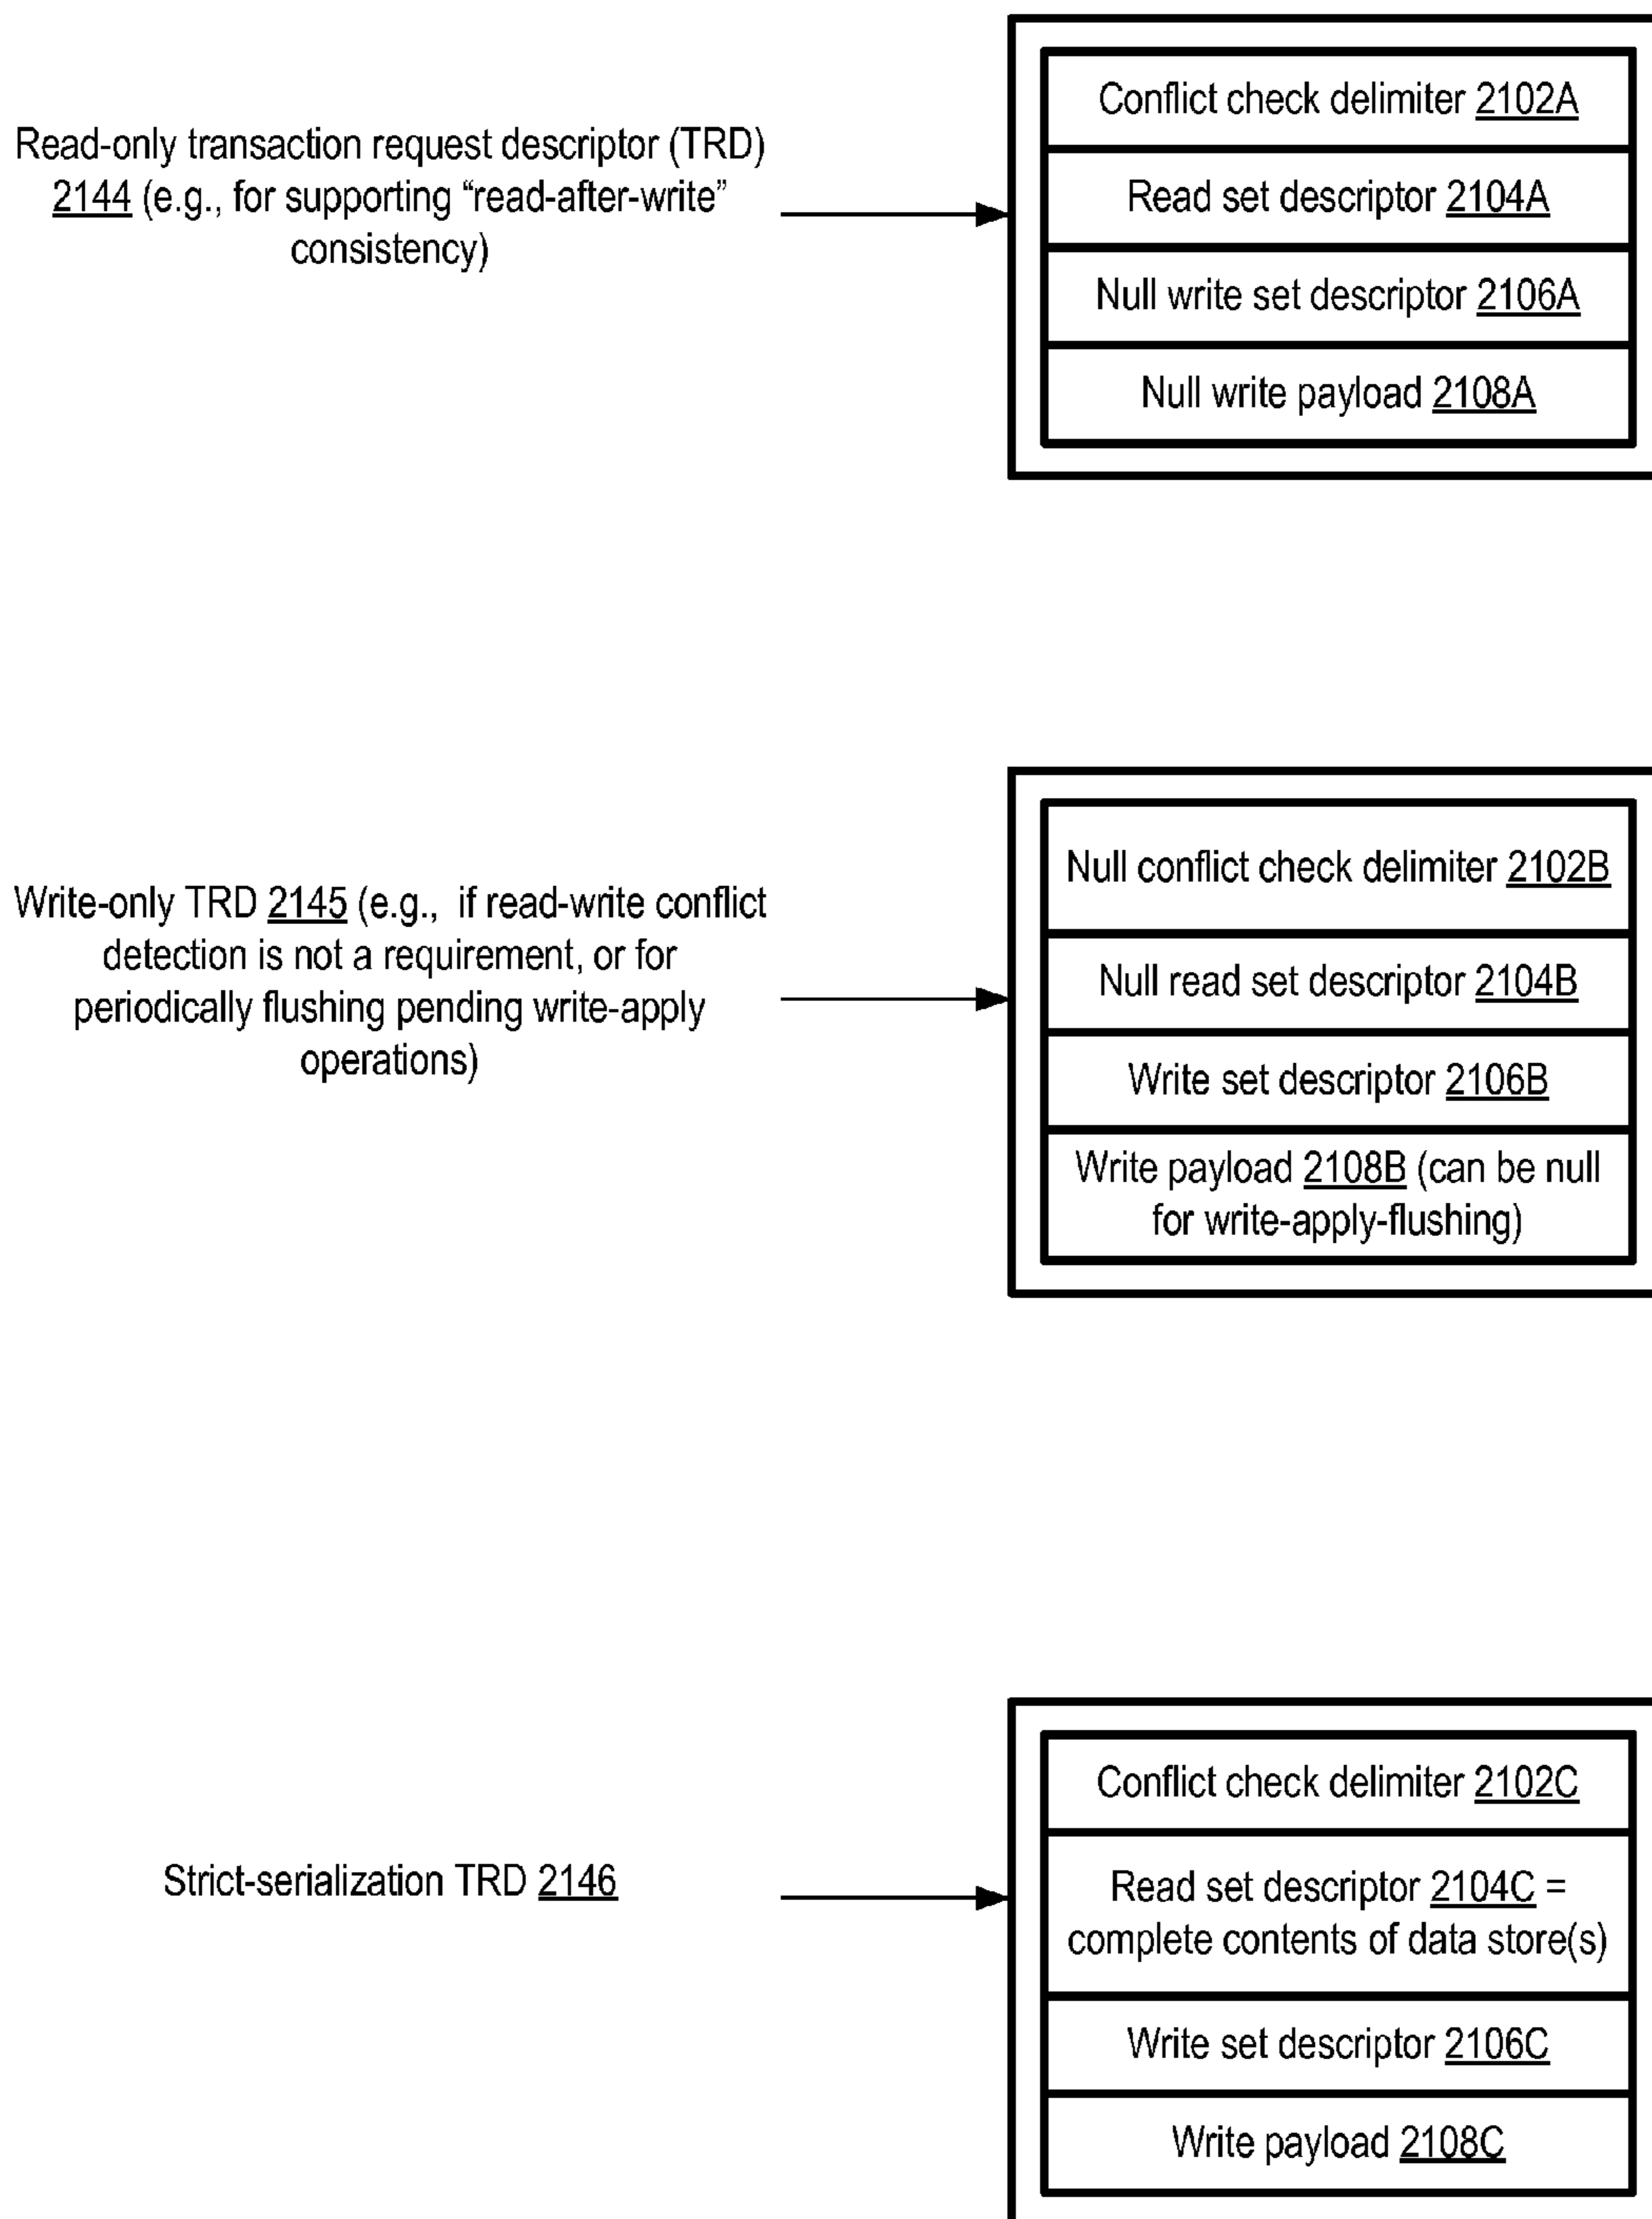 Read-only transaction request descriptor (TRD)
2144 (e.g., for supporting “read-after-write”
consistency)
Conflict check delimiter 2102A
Read set descriptor 2104A
Null write set descriptor 2106A
Null write payload 2108A
Write-only TRD 2145 (e.g., if read-write conflict
detection is not a requirement, or for
periodically flushing pending write-apply
operations)
Null conflict check delimiter 2102B
Null read set descriptor 2104B
Write set descriptor 2106B
Write payload 2108B (can be null
for write-apply-flushing)
Strict-serialization TRD 2146
Conflict check delimiter 2102C
Read set descriptor 2104C =
complete contents of data store(s)
Write set descriptor 2106C
Write payload 2108C